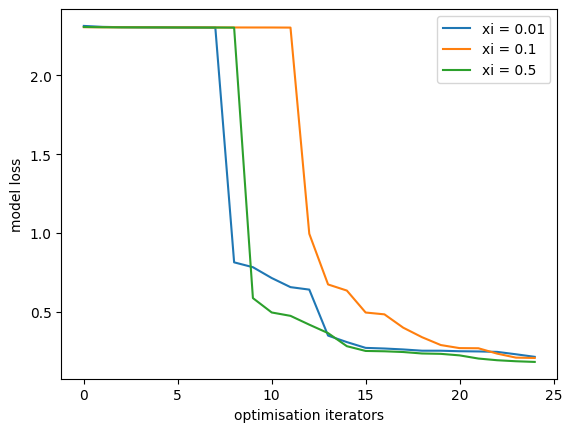 xi = 0.01
xi = 0.1
xi = 0.5
2.0
1.5
1.0
0.5
model loss
0 5 10 15 20 25
optimisation iterators